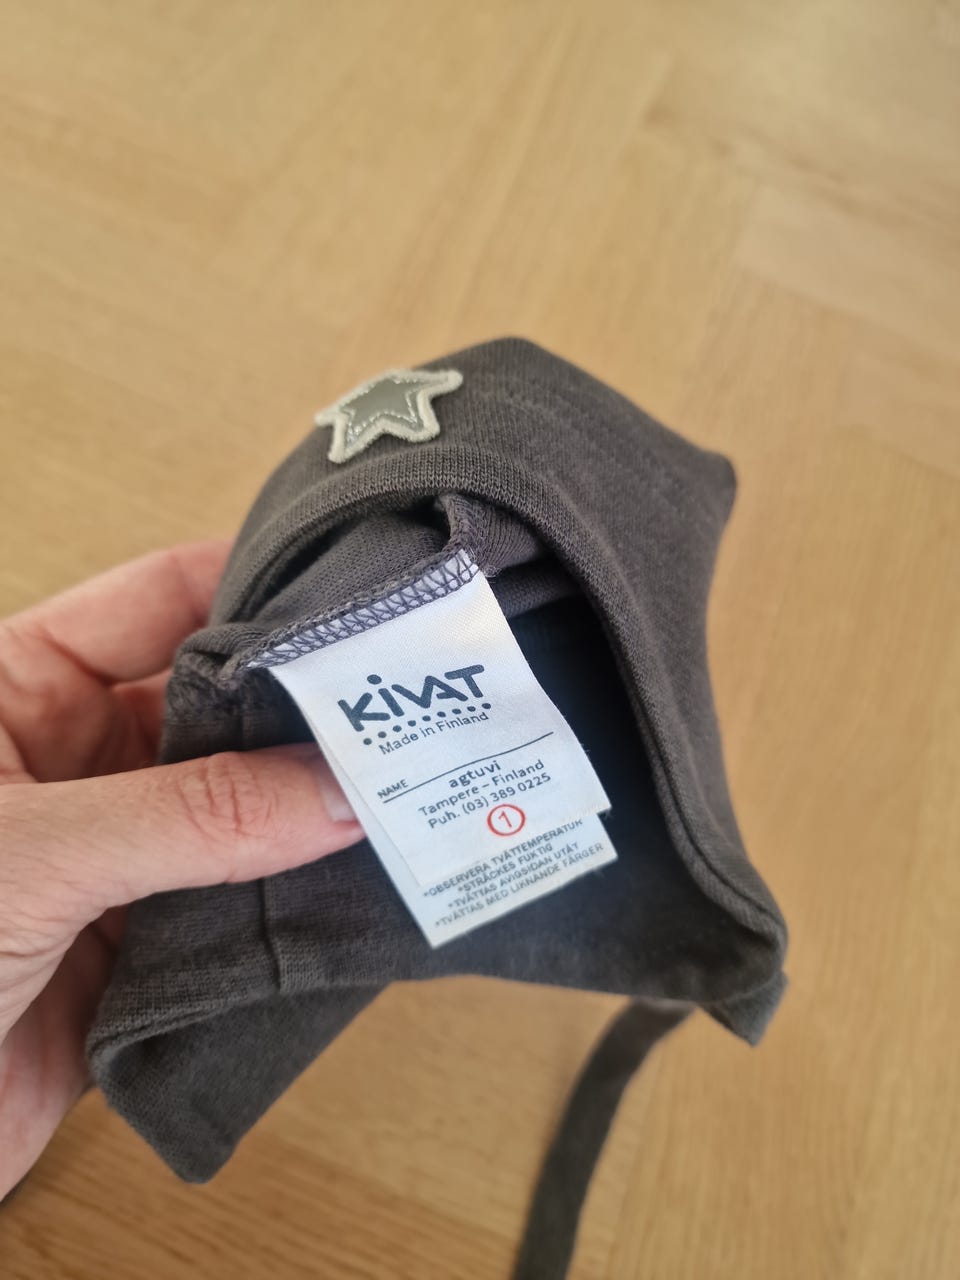 KIVAT
Made in Finland
NAME
agtuvi
Tampere – Finland
Puh. (03) 389 0225
1
*OBSERVERA TVÄTTEMPERATUR
*STRÄCKES FUKTIG
*TVÄTTAS AVIGSIDAN UTÅT
*TVÄTTAS MED LIKNANDE FÄRGER